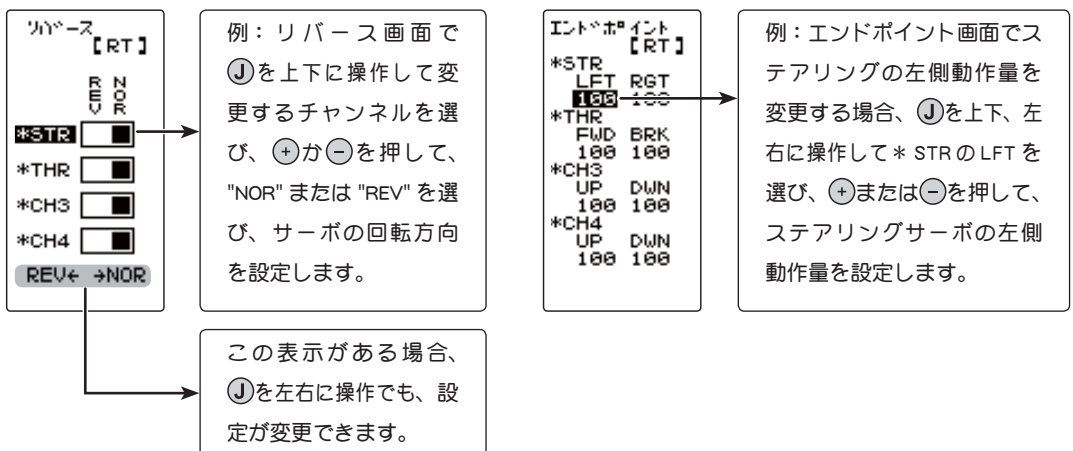 リバース
[RT]
REV NOR
*STR
*THR
*CH3
*CH4
REV← →NOR
例：リバース画面で
Jを上下に操作して変
更するチャンネルを選
び、+か-を押して、
"NOR" または "REV" を選
び、サーボの回転方向
を設定します。
この表示がある場合、
Jを左右に操作でも、設
定が変更できます。
エンドポイント
[RT]
*STR
LFT RGT
100 100
*THR
FWD BRK
100 100
*CH3
UP DWN
100 100
*CH4
UP DWN
100 100
例：エンドポイント画面でス
テアリングの左側動作量を
変更する場合、Jを上下、左
右に操作して＊ STR の LFT を
選び、+または-を押して、
ステアリングサーボの左側
動作量を設定します。